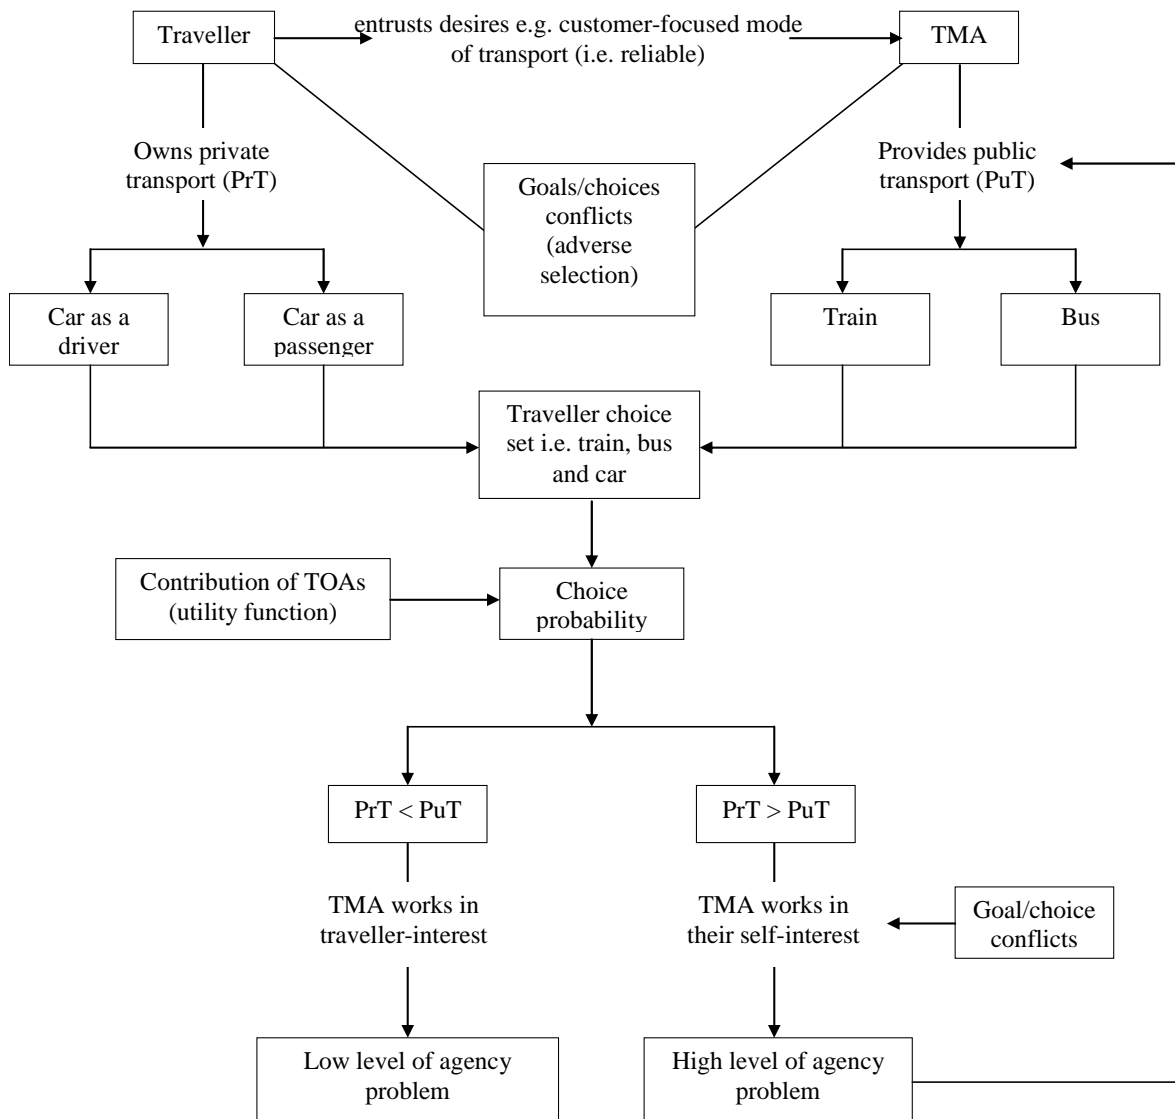 Traveller
entrusts desires e.g. customer-focused mode
of transport (i.e. reliable)
TMA
Owns private
transport (PrT)
Goals/choices
conflicts
(adverse
selection)
Provides public
transport (PuT)
Car as a
driver
Car as a
passenger
Train
Bus
Traveller choice
set i.e. train, bus
and car
Contribution of TOAs
(utility function)
Choice
probability
PrT < PuT
PrT > PuT
TMA works in
traveller-interest
TMA works in
their self-interest
Goal/choice
conflicts
Low level of agency
problem
High level of agency
problem